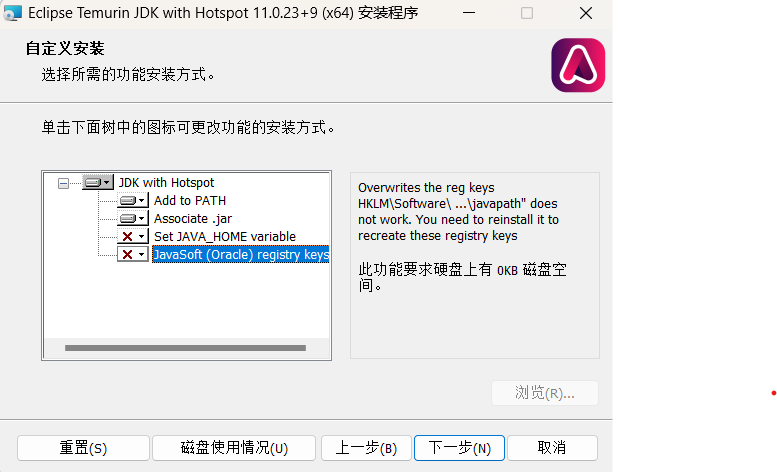 Eclipse Temurin JDK with Hotspot 11.0.23+9 (x64) 安装程序
自定义安装
选择所需的功能安装方式。
单击下面树中的图标可更改功能的安装方式。
JDK with Hotspot
Add to PATH
Associate .jar
Set JAVA_HOME variable
JavaSoft (Oracle) registry keys
Overwrites the reg keys
HKLM\Software\ ...\javapath" does
not work. You need to reinstall it to
recreate these registry keys
此功能要求硬盘上有 0KB 磁盘空
间。
浏览(R)...
重置(S)
磁盘使用情况(U)
上一步(B)
下一步(N)
取消